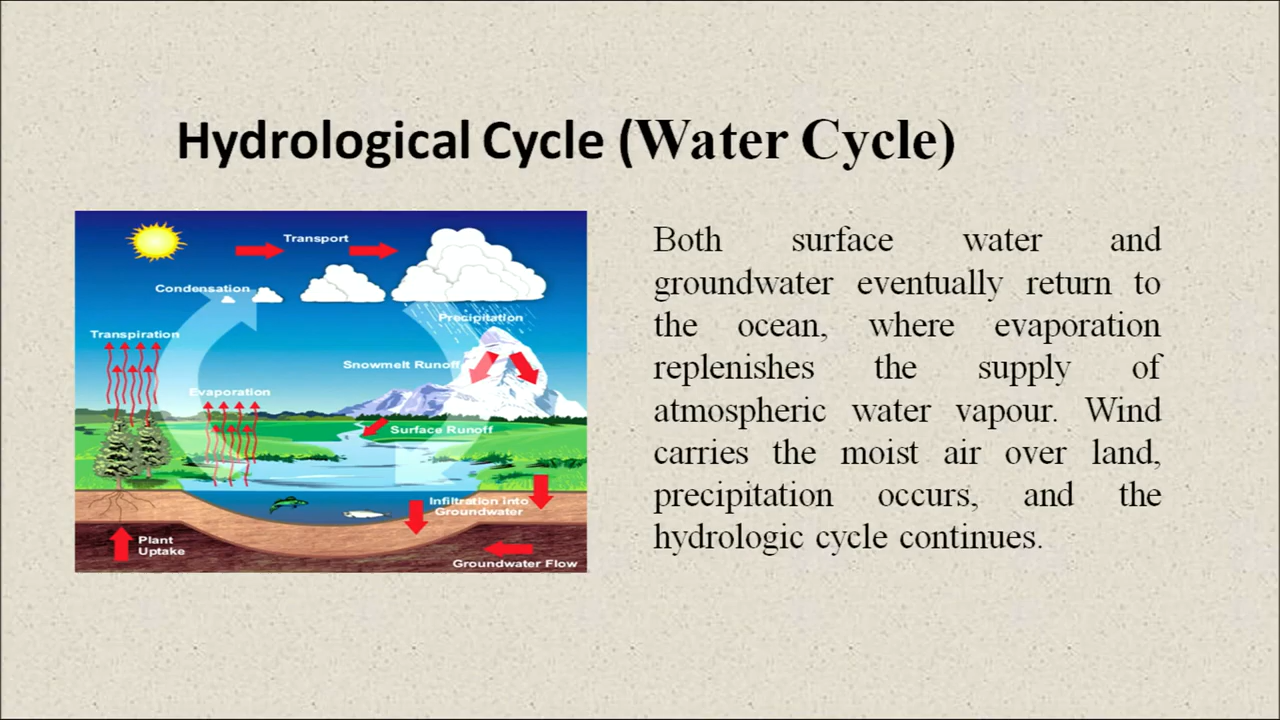 Hydrological Cycle (Water Cycle)
Transport
Condensation
Precipitation
Transpiration
Snowmelt Runoff
Evaporation
Surface Runoff
Infiltration into
Groundwater
Plant
Uptake
Groundwater Flow
Both surface water and
groundwater eventually return to
the ocean, where evaporation
replenishes the supply of
atmospheric water vapour. Wind
carries the moist air over land,
precipitation occurs, and the
hydrologic cycle continues.